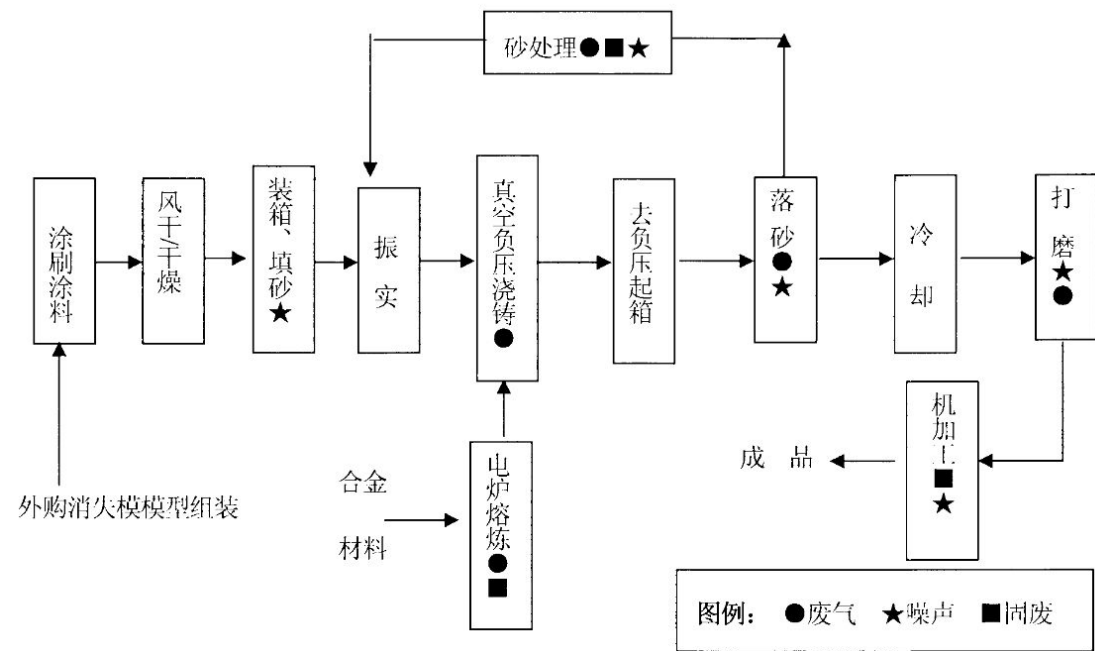 砂处理●■★
涂刷涂料
风干/干燥
装箱、填砂★
振实
真空负压浇铸●
去负压起箱
落砂●★
冷却
打磨★●
机加工■★
成 品
外购消失模模型组装
合金
材料
电炉熔炼●■
图例： ●废气 ★噪声 ■固废